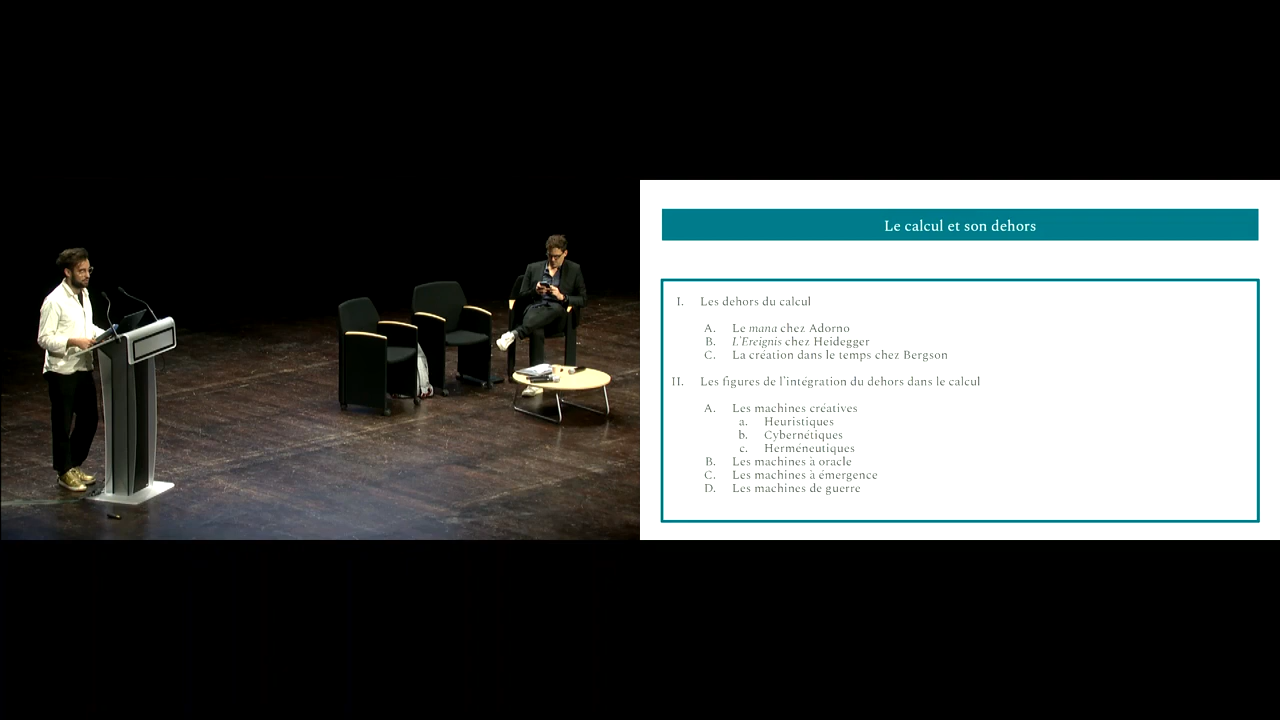 Le calcul et son dehors
I. Les dehors du calcul
A. Le mana chez Adorno
B. L'Ereignis chez Heidegger
C. La création dans le temps chez Bergson
II. Les figures de l'intégration du dehors dans le calcul
A. Les machines créatives
a. Heuristiques
b. Cybernétiques
c. Herméneutiques
B. Les machines à oracle
C. Les machines à émergence
D. Les machines de guerre